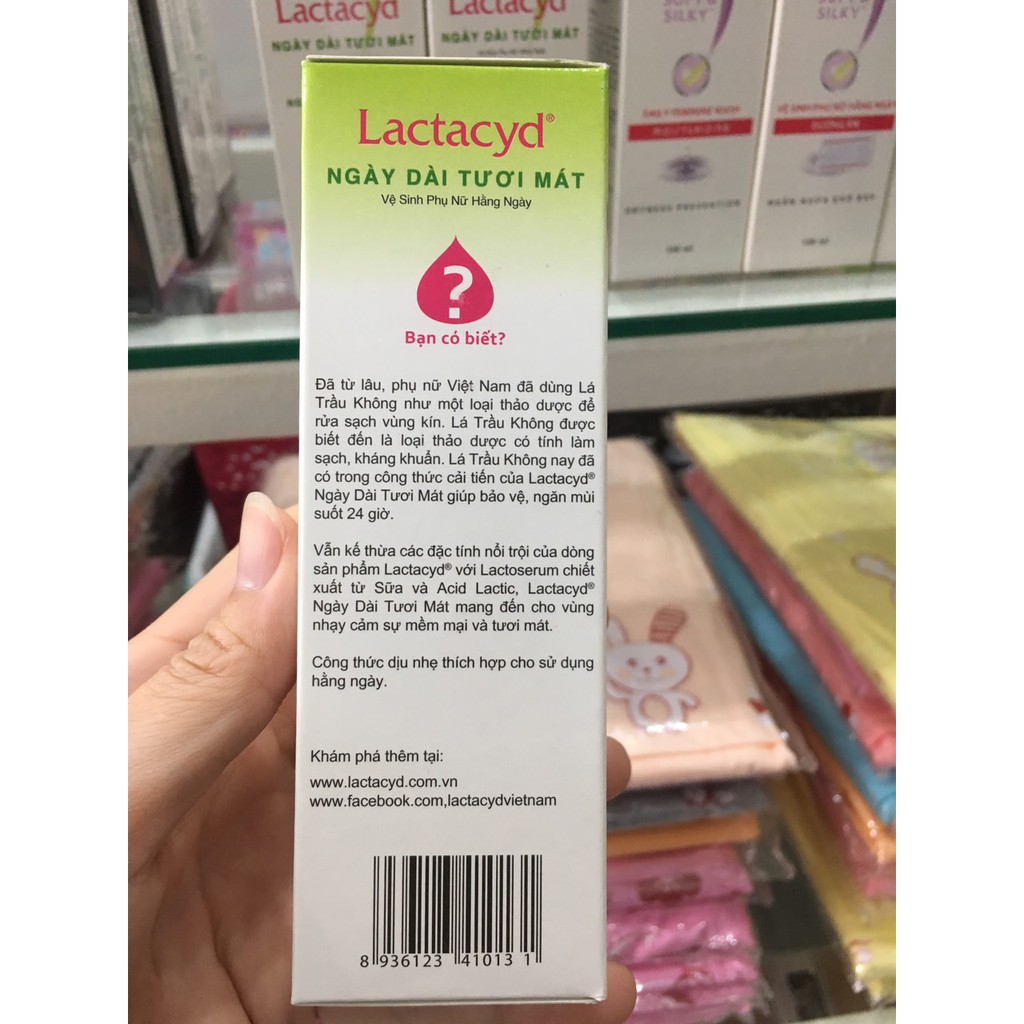 Lactacyd
NGÀY DÀI TƯƠI MÁT
Lactacyd
NGÀY DÀI TƯƠI MÁT
SILKY
SILKY
Lactacyd®
NGÀY DÀI TƯƠI MÁT
Vệ Sinh Phụ Nữ Hằng Ngày
?
Bạn có biết?
Đã từ lâu, phụ nữ Việt Nam đã dùng Lá
Trầu Không như một loại thảo dược để
rửa sạch vùng kín. Lá Trầu Không được
biết đến là loại thảo dược có tính làm
sạch, kháng khuẩn. Lá Trầu Không nay đã
có trong công thức cải tiến của Lactacyd®
Ngày Dài Tươi Mát giúp bảo vệ, ngăn mùi
suốt 24 giờ.
Vẫn kế thừa các đặc tính nổi trội của dòng
sản phẩm Lactacyd® với Lactoserum chiết
xuất từ Sữa và Acid Lactic, Lactacyd®
Ngày Dài Tươi Mát mang đến cho vùng
nhạy cảm sự mềm mại và tươi mát.
Công thức dịu nhẹ thích hợp cho sử dụng
hằng ngày.
Khám phá thêm tại:
www.lactacyd.com.vn
www.facebook.com,lactacydvietnam
8 936123 41013 1